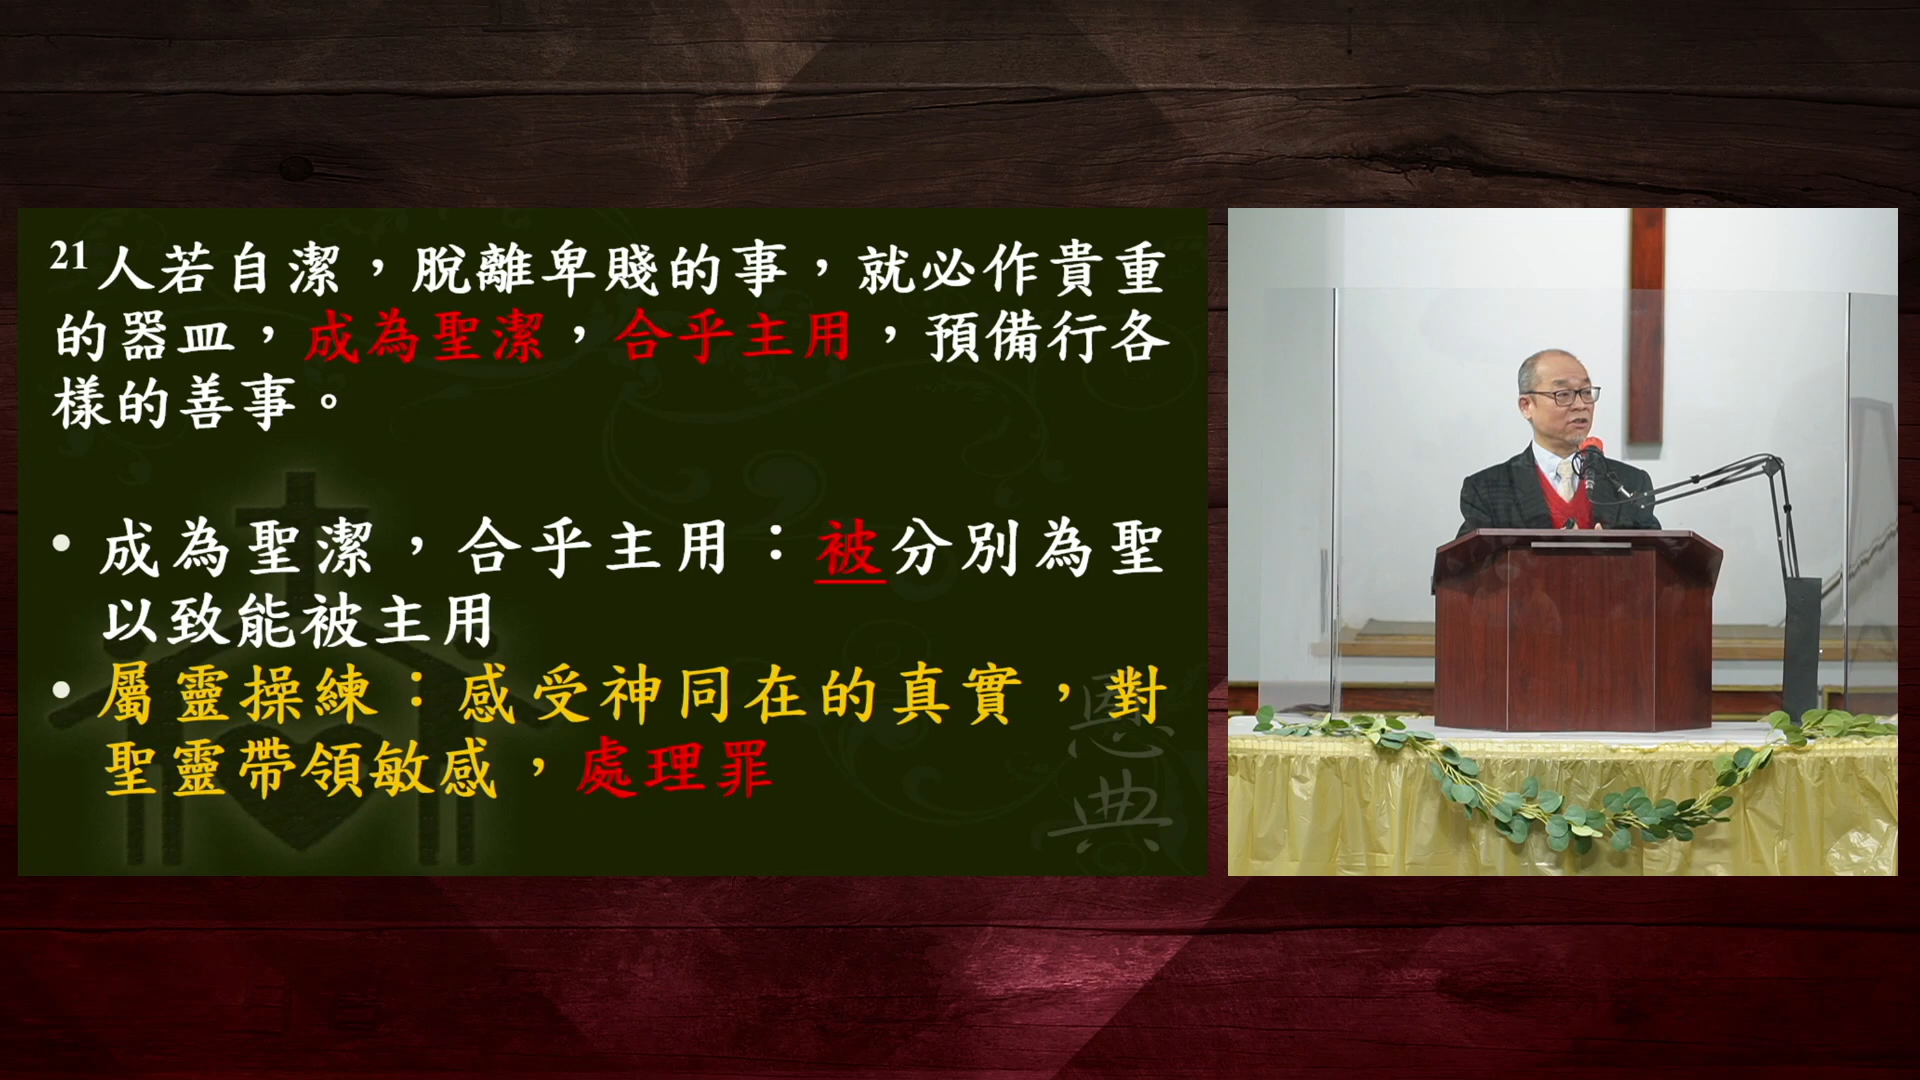 21人若自潔，脫離卑賤的事，就必作貴重
的器皿，成為聖潔，合乎主用，預備行各
樣的善事。
• 成為聖潔，合乎主用：被分別為聖
以致能被主用
• 屬靈操練：感受神同在的真實，對
聖靈帶領敏感，處理罪
恩
典